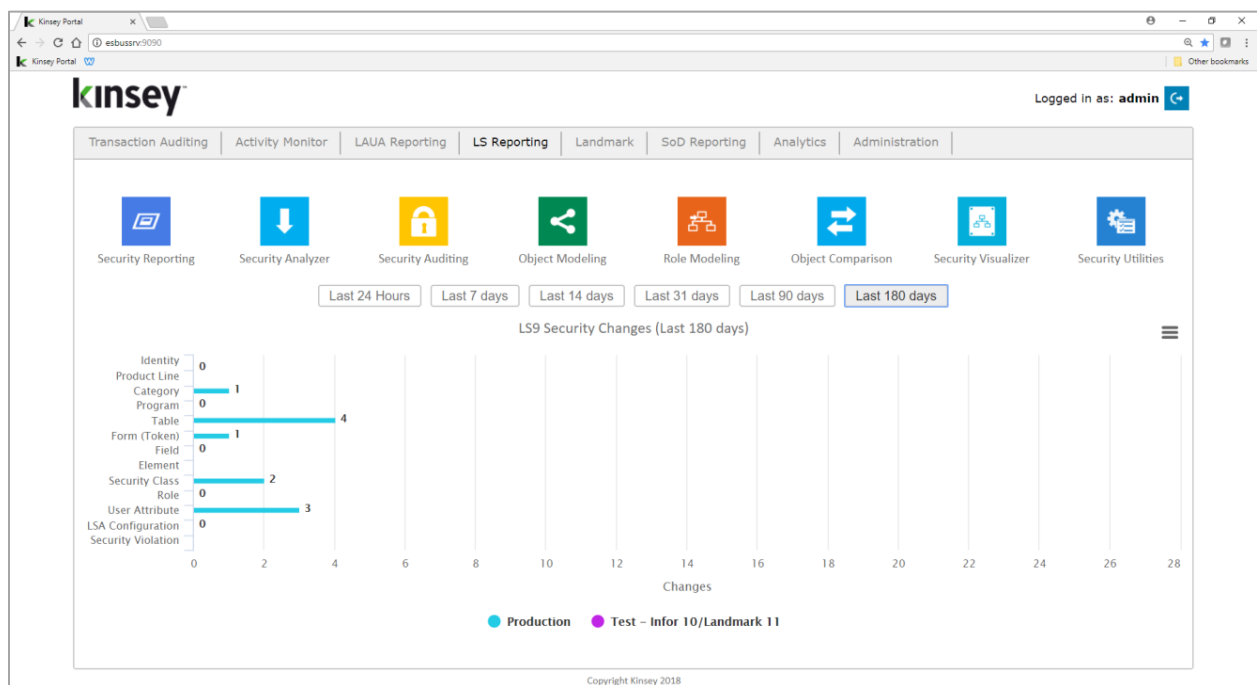 Kinsey Portal
esbussrv:9090
Kinsey Portal
Other bookmarks
kinsey™
Logged in as: admin
Transaction Auditing Activity Monitor LAUA Reporting LS Reporting Landmark SoD Reporting Analytics Administration
Security Reporting Security Analyzer Security Auditing Object Modeling Role Modeling Object Comparison Security Visualizer Security Utilities
Last 24 Hours Last 7 days Last 14 days Last 31 days Last 90 days Last 180 days
LS9 Security Changes (Last 180 days)
Identity 0
Product Line
Category 1
Program 0
Table 4
Form (Token) 1
Field 0
Element
Security Class 2
Role 0
User Attribute 3
LSA Configuration 0
Security Violation
0 2 4 6 8 10 12 14 16 18 20 22 24 26 28
Changes
Production Test – Infor 10/Landmark 11
Copyright Kinsey 2018